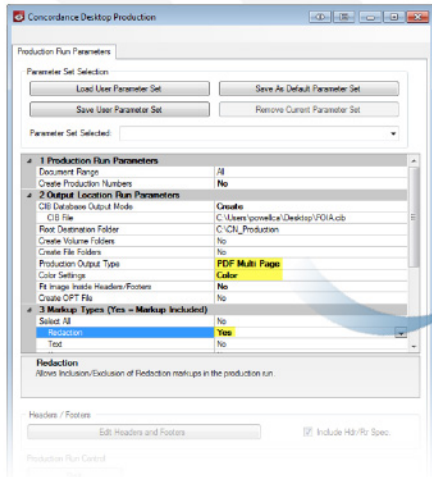 Concordance Desktop Production
Production Run Parameters
Parameter Set Selection
Load User Parameter Set Save As Default Parameter Set
Save User Parameter Set Remove Current Parameter Set
Parameter Set Selected:
1 Production Run Parameters
Document Range All
Create Production Numbers No
2 Output Location Run Parameters
CIB Database Output Mode Create
CIB File C:\Users\powellca\Desktop\FOIA.cib
Root Destination Folder C:\CN_Production
Create Volume Folders No
Create File Folders No
Production Output Type PDF Multi Page
Color Settings Color
Fit Image Inside Headers/Footers No
Create OPT File No
3 Markup Types (Yes = Markup Included)
Select All No
Redaction Yes
Text No
Redaction
Allows Inclusion/Exclusion of Redaction markups in the production run.
Headers / Footers
Edit Headers and Footers Include Hdr/Ftr Spec.
Production Run Control